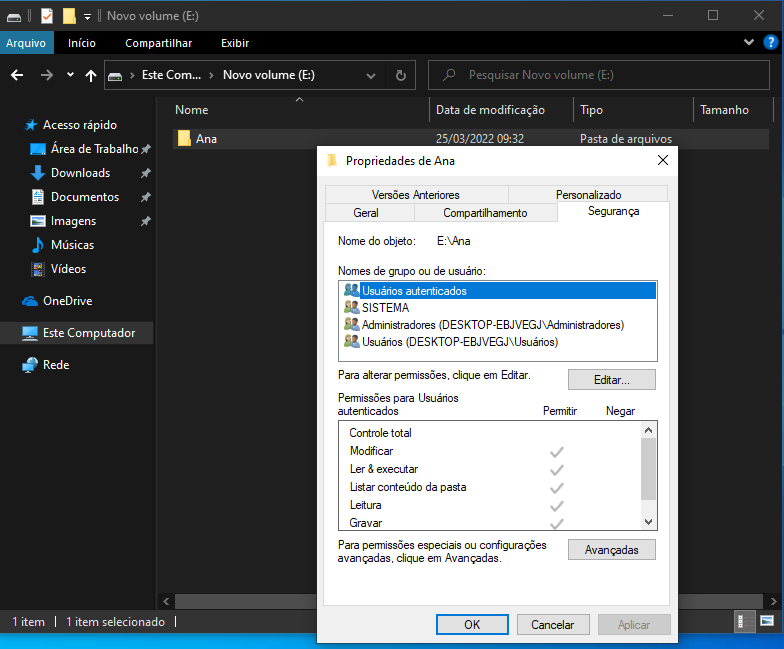 Novo volume (E:)
Arquivo Início Compartilhar Exibir
Este Com... Novo volume (E:) Pesquisar Novo volume (E:)
Nome Data de modificação Tipo Tamanho
Ana 25/03/2022 09:32 Pasta de arquivos
Acesso rápido
Área de Trabalho
Downloads
Documentos
Imagens
Músicas
Vídeos
OneDrive
Este Computador
Rede
Propriedades de Ana
Versões Anteriores Personalizado
Geral Compartilhamento Segurança
Nome do objeto: E:\Ana
Nomes de grupo ou de usuário:
Usuários autenticados
SISTEMA
Administradores (DESKTOP-EBJVEGJ\Administradores)
Usuários (DESKTOP-EBJVEGJ\Usuários)
Para alterar permissões, clique em Editar. Editar...
Permissões para Usuários
autenticados Permitir Negar
Controle total
Modificar
Ler & executar
Listar conteúdo da pasta
Leitura
Gravar
Para permissões especiais ou configurações
avançadas, clique em Avançadas. Avançadas
OK Cancelar Aplicar
1 item 1 item selecionado